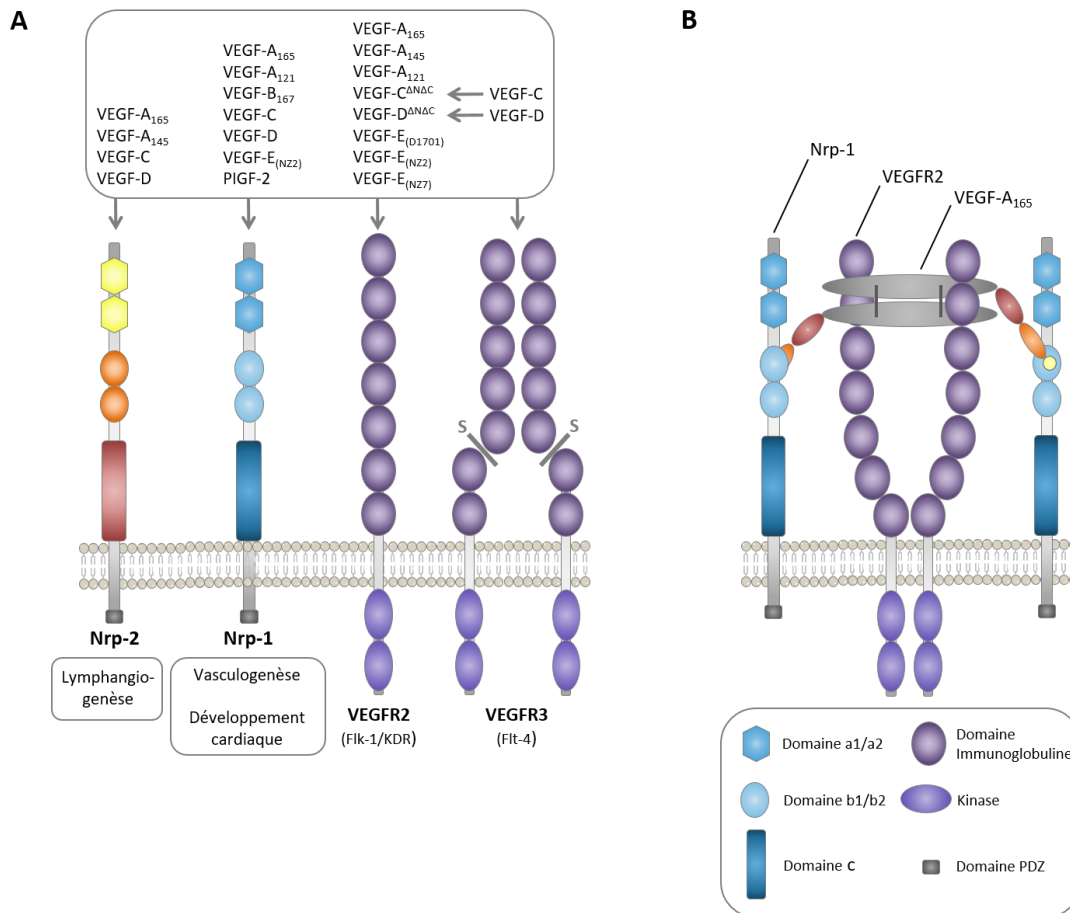 A
VEGF-A165
VEGF-A145
VEGF-C
VEGF-D
VEGF-A165
VEGF-A121
VEGF-B167
VEGF-C
VEGF-D
VEGF-E(NZ2)
PIGF-2
VEGF-A165
VEGF-A145
VEGF-A121
VEGF-CΔNΔC
VEGF-DΔNΔC
VEGF-E(D1701)
VEGF-E(NZ2)
VEGF-E(NZ7)
VEGF-C
VEGF-D
S
S
Nrp-2
Lymphangio-
genèse
Nrp-1
Vasculogenèse
Développement
cardiaque
VEGFR2
(Flk-1/KDR)
VEGFR3
(Flt-4)
B
Nrp-1
VEGFR2
VEGF-A165
Domaine a1/a2
Domaine
Immunoglobuline
Domaine b1/b2
Kinase
Domaine C
Domaine PDZ